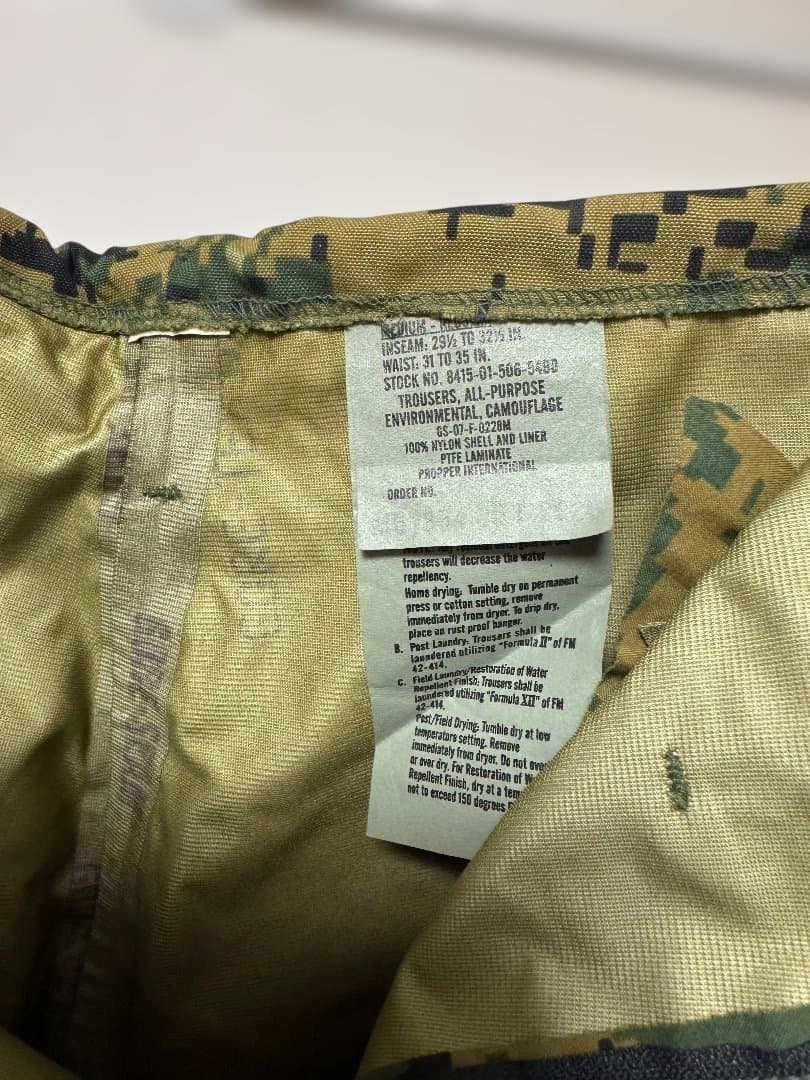 MEDIUM -
INSEAM: 29½ TO 32½ IN.
WAIST: 31 TO 35 IN.
STOCK NO. 8415-01-506-
TROUSERS, ALL-PURPOSE
ENVIRONMENTAL, CAMOUFLAGE
GS-07-F-0228M
100% NYLON SHELL AND LINER
PTFE LAMINATE
PROPPER INTERNATIONAL
ORDER NO.
trousers will decrease the water
repellency.
Home drying. Tumble dry on permanent
press or cotton setting, remove
immediately from dryer. To drip dry,
place on rust proof hanger.
B. Post Laundry: Trousers shall be
laundered utilizing "Formula II" of FM
42-414.
C. Field Laundry/Restoration of Water
Repellent Finish: Trousers shall be
laundered utilizing "Formula XII" of FM
42-414.
Post/Field Drying: Tumble dry at low
temperature setting. Remove
immediately from dryer. Do not
or over dry. For Restoration of
Repellent Finish, dry at a
not to exceed 150 degrees